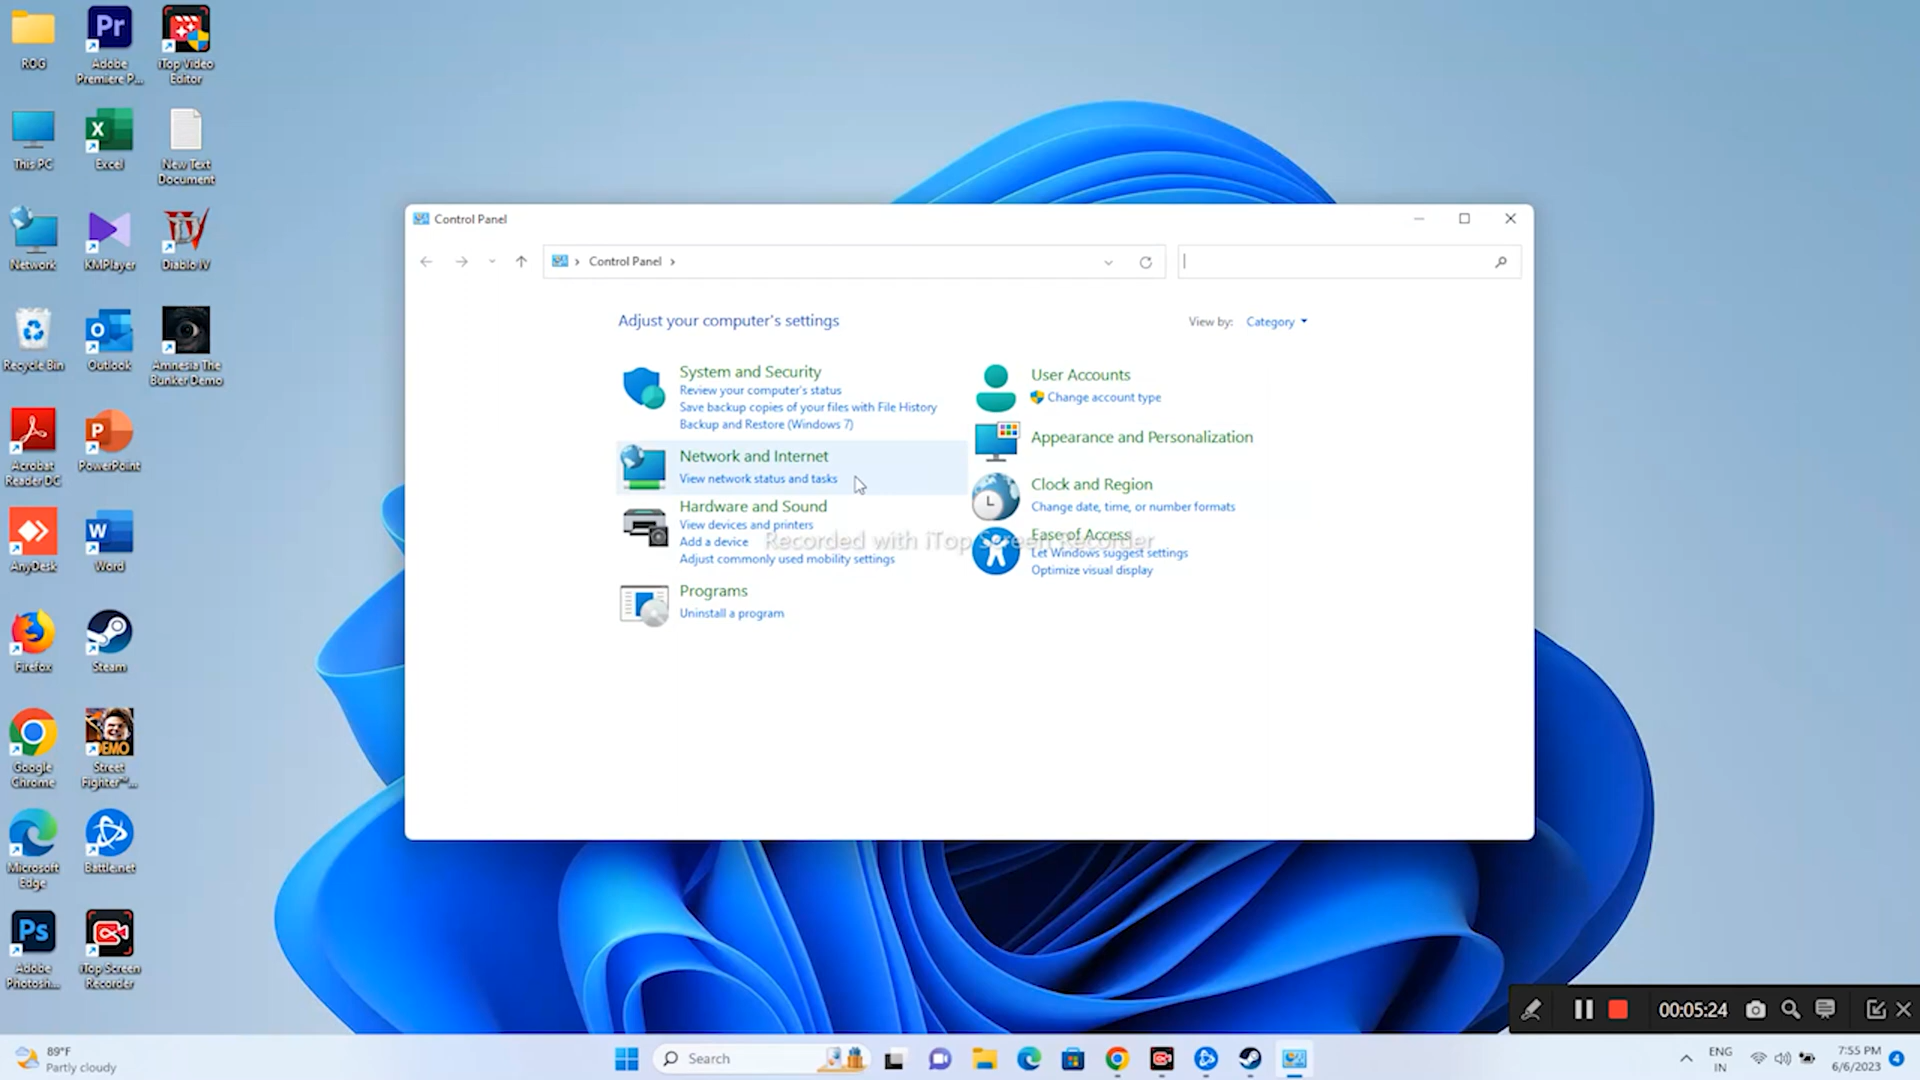 ROG
Adobe
Premiere P...
iTop Video
Editor
This PC
Excel
New Text
Document
Network
KMPlayer
Diablo IV
Recycle Bin
Outlook
Amnesia The
Bunker Demo
Acrobat
Reader DC
PowerPoint
AnyDesk
Word
Firefox
Steam
Google
Chrome
Street
Fighter™...
DEMO
Microsoft
Edge
Battle.net
Adobe
Photosh...
iTop Screen
Recorder
Pr
Ps
Control Panel
Control Panel
Adjust your computer's settings
View by: Category
System and Security
Review your computer's status
Save backup copies of your files with File History
Backup and Restore (Windows 7)
Network and Internet
View network status and tasks
Hardware and Sound
View devices and printers
Add a device
Adjust commonly used mobility settings
Programs
Uninstall a program
User Accounts
Change account type
Appearance and Personalization
Clock and Region
Change date, time, or number formats
Ease of Access
Let Windows suggest settings
Optimize visual display
Recorded with iTop Screen Recorder
00:05:24
89°F
Partly cloudy
Search
ENG
IN
7:55 PM
6/6/2023
4